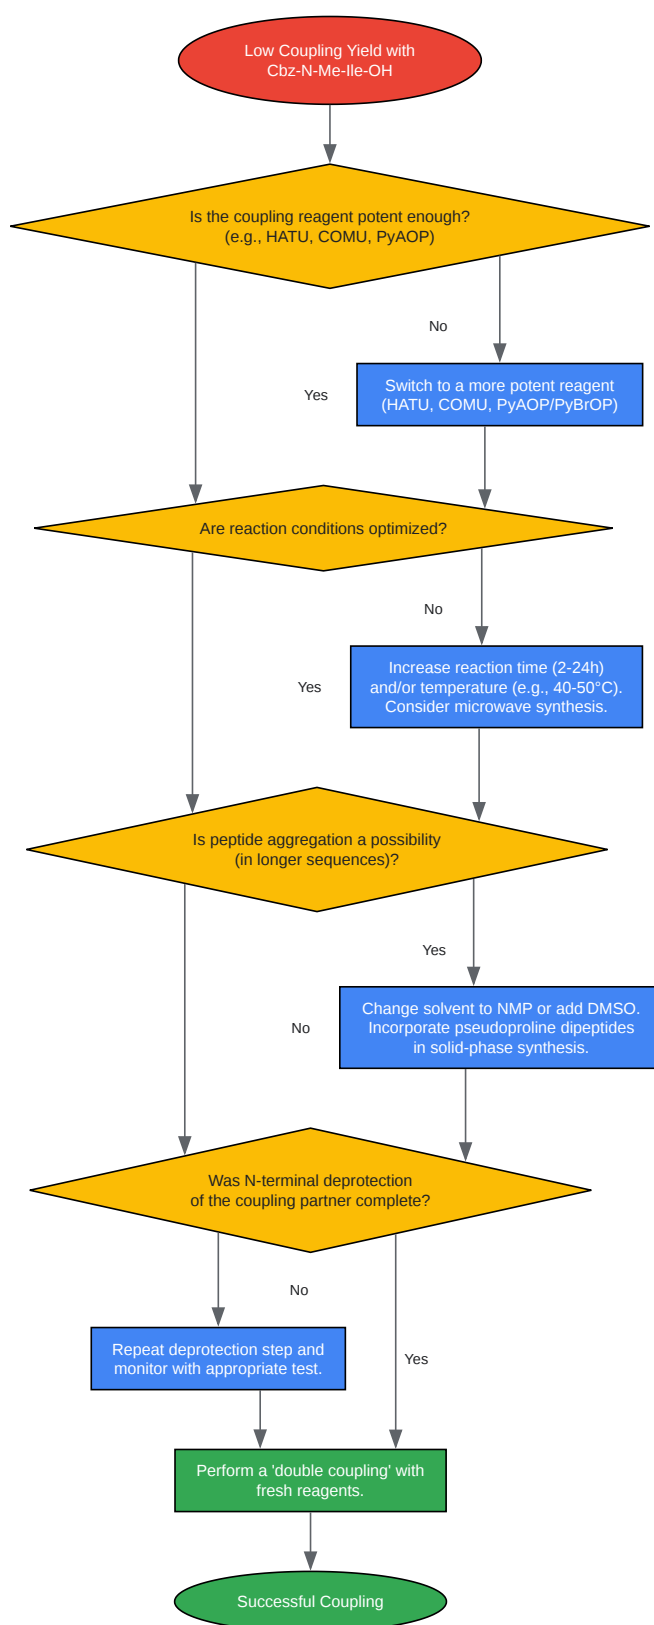 Low Coupling Yield with
Cbz-N-Me-Ile-OH
Is the coupling reagent potent enough?
(e.g., HATU, COMU, PyAOP)
No
Yes
Switch to a more potent reagent
(HATU, COMU, PyAOP/PyBrOP)
Are reaction conditions optimized?
No
Yes
Increase reaction time (2-24h)
and/or temperature (e.g., 40-50°C).
Consider microwave synthesis.
Is peptide aggregation a possibility
(in longer sequences)?
Yes
No
Change solvent to NMP or add DMSO.
Incorporate pseudoproline dipeptides
in solid-phase synthesis.
Was N-terminal deprotection
of the coupling partner complete?
No
Repeat deprotection step and
monitor with appropriate test.
Yes
Perform a 'double coupling' with
fresh reagents.
Successful Coupling